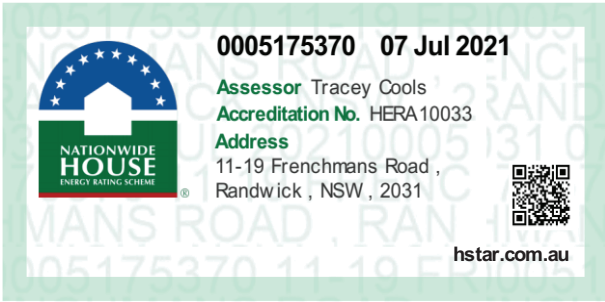 0005175370 07 Jul 2021
Assessor Tracey Cools
Accreditation No. HERA10033
Address
11-19 Frenchmans Road ,
Randwick , NSW , 2031
NATIONWIDE
HOUSE
ENERGY RATING SCHEME
®
hstar.com.au